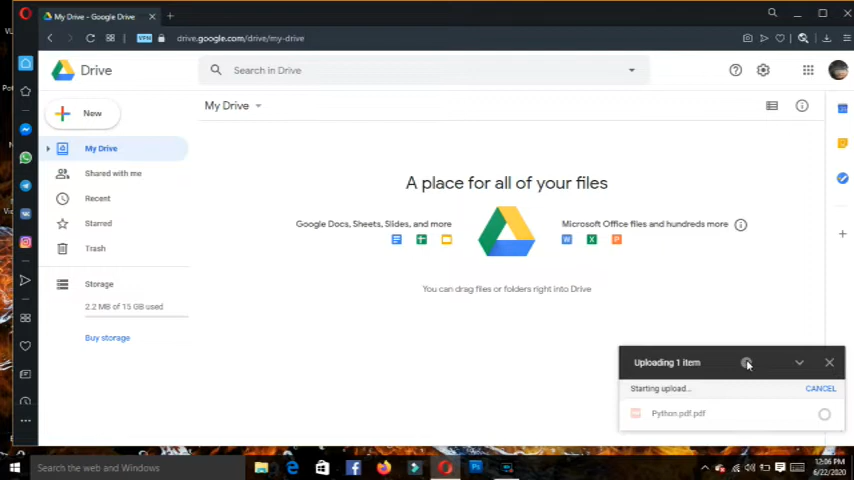 My Drive - Google Drive
VPN drive.google.com/drive/my-drive
Drive
Search in Drive
New
My Drive
My Drive
Shared with me
Recent
Starred
Trash
Storage
2.2 MB of 15 GB used
Buy storage
A place for all of your files
Google Docs, Sheets, Slides, and more
Microsoft Office files and hundreds more
You can drag files or folders right into Drive
Uploading 1 item
Starting upload...
CANCEL
Python.pdf.pdf
Search the web and Windows
12:06 PM
6/22/2020